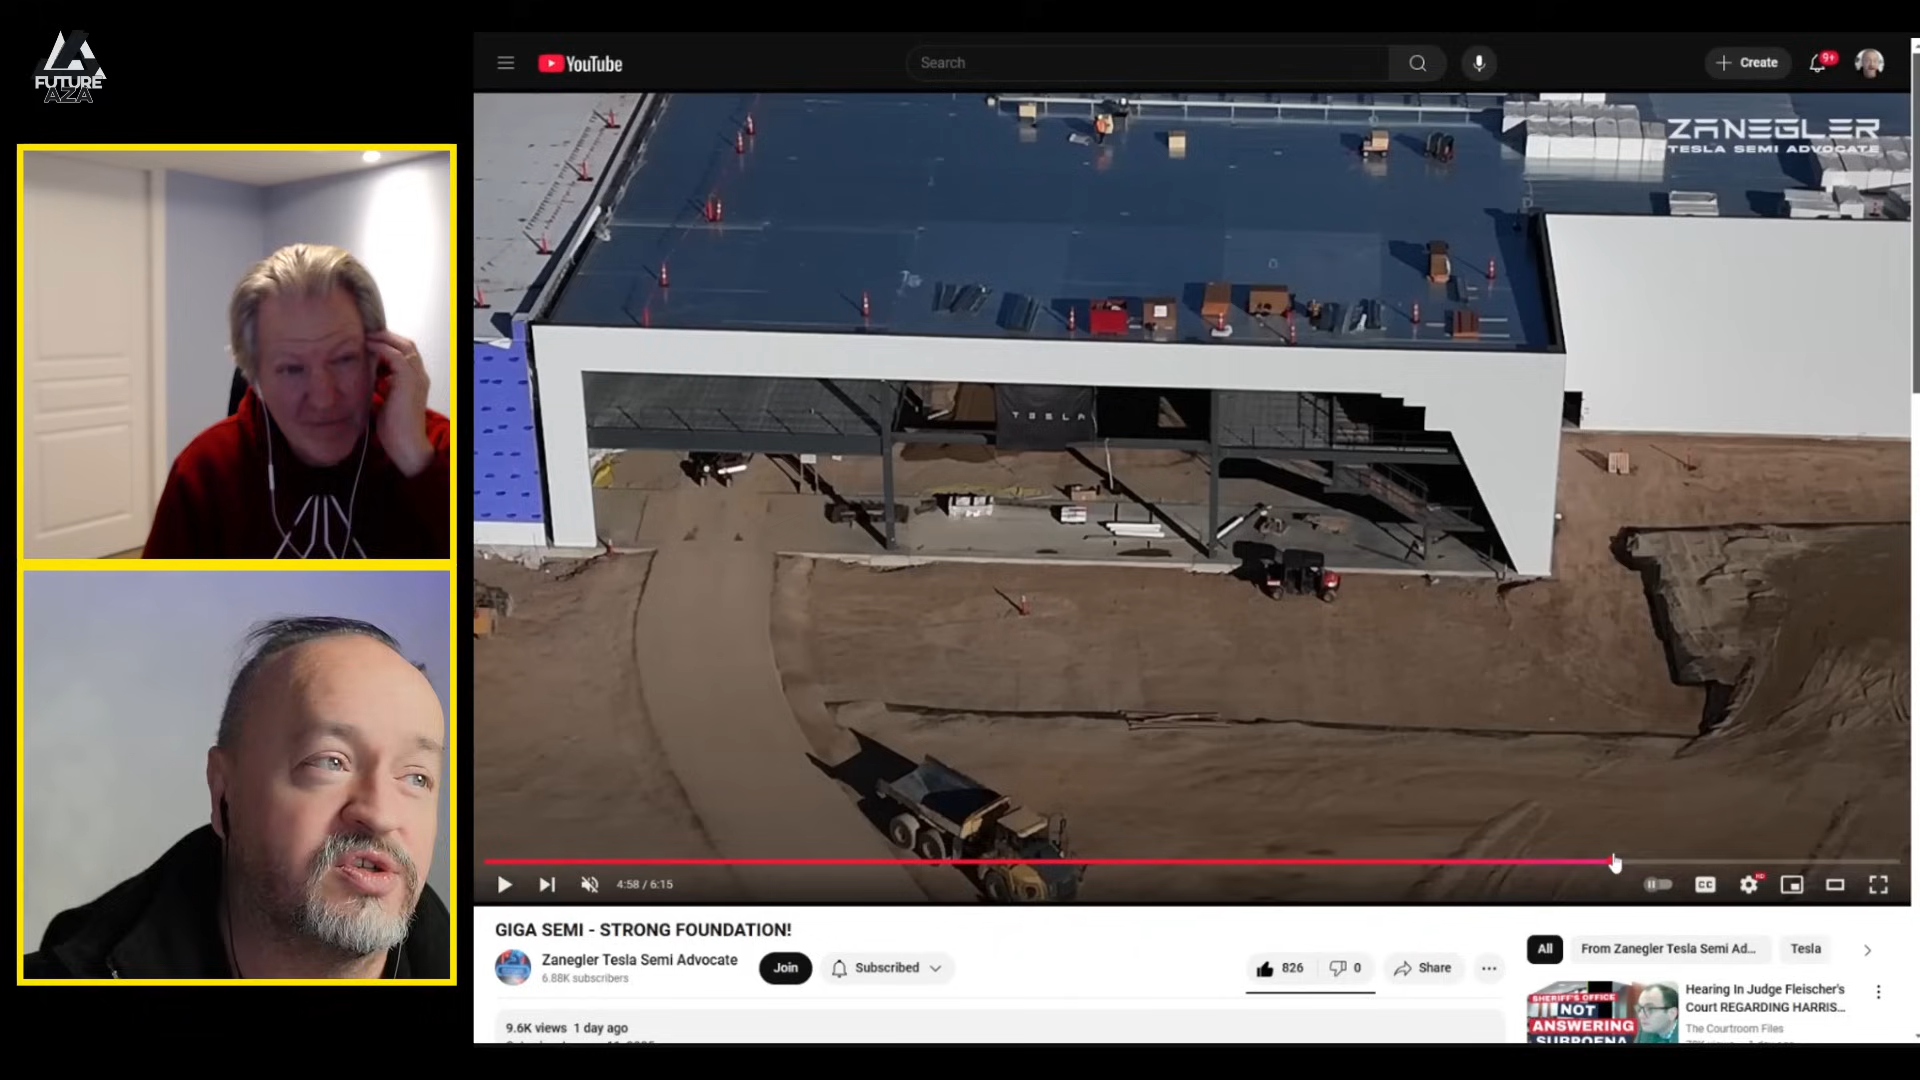 FUTURE
AZA
YouTube
Search
Create
9+
ZANEGLER
TESLA SEMI ADVOCATE
TESLA
4:58 / 6:15
CC
HD
GIGA SEMI - STRONG FOUNDATION!
Zanegler Tesla Semi Advocate
6.88K subscribers
Join
Subscribed
826
0
Share
9.6K views 1 day ago
All
From Zanegler Tesla Semi Ad...
Tesla
SHERIFF'S OFFICE
NOT
ANSWERING
SUBPOENA
Hearing In Judge Fleischer's
Court REGARDING HARRIS...
The Courtroom Files